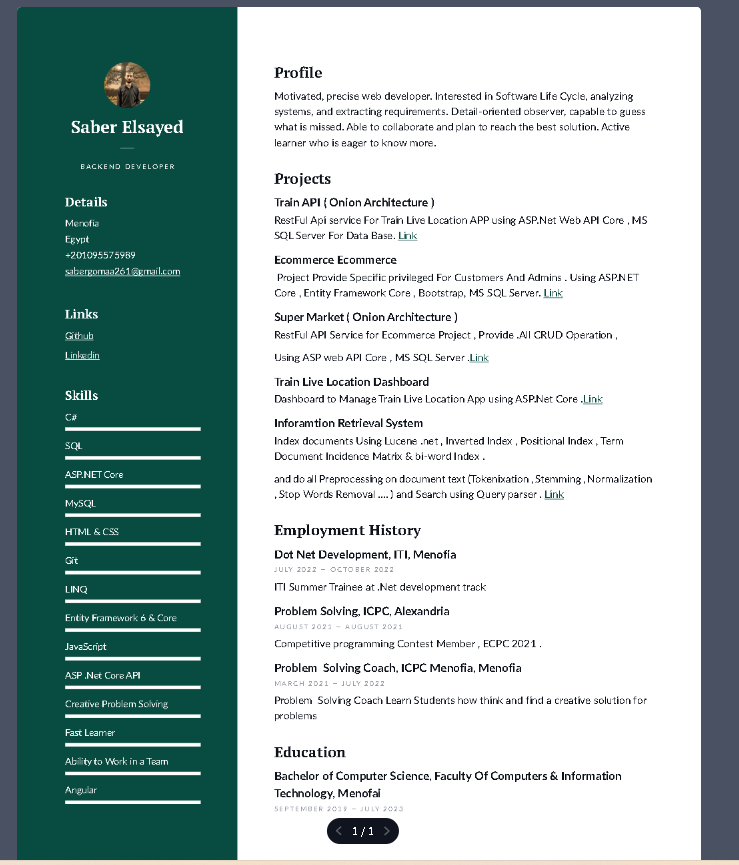 Saber Elsayed
BACKEND DEVELOPER
Details
Menofia
Egypt
+201095575989
sabergomaa261@gmail.com
Links
Github
Linkedin
Skills
C#
SQL
ASP.NET Core
MySQL
HTML & CSS
Git
LINQ
Entity Framework 6 & Core
JavaScript
ASP .Net Core API
Creative Problem Solving
Fast Learner
Ability to Work in a Team
Angular
Profile
Motivated, precise web developer. Interested in Software Life Cycle, analyzing
systems, and extracting requirements. Detail-oriented observer, capable to guess
what is missed. Able to collaborate and plan to reach the best solution. Active
learner who is eager to know more.
Projects
Train API ( Onion Architecture )
RestFul Api service For Train Live Location APP using ASP.Net Web API Core , MS
SQL Server For Data Base. Link
Ecommerce Ecommerce
Project Provide Specific privileged For Customers And Admins . Using ASP.NET
Core , Entity Framework Core , Bootstrap, MS SQL Server. Link
Super Market ( Onion Architecture )
RestFul API Service for Ecommerce Project , Provide .All CRUD Operation ,
Using ASP web API Core , MS SQL Server .Link
Train Live Location Dashboard
Dashboard to Manage Train Live Location App using ASP.Net Core .Link
Inforamtion Retrieval System
Index documents Using Lucene .net , Inverted Index , Positional Index , Term
Document Incidence Matrix & bi-word Index .
and do all Preprocessing on document text (Tokenixation , Stemming , Normalization
, Stop Words Removal .... ) and Search using Query parser . Link
Employment History
Dot Net Development, ITI, Menofia
JULY 2022 — OCTOBER 2022
ITI Summer Trainee at .Net development track
Problem Solving, ICPC, Alexandria
AUGUST 2021 — AUGUST 2021
Competitive programming Contest Member , ECPC 2021 .
Problem Solving Coach, ICPC Menofia, Menofia
MARCH 2021 — JULY 2022
Problem Solving Coach Learn Students how think and find a creative solution for
problems
Education
Bachelor of Computer Science, Faculty Of Computers & Information
Technology, Menofai
SEPTEMBER 2019 — JULY 2023
1 / 1